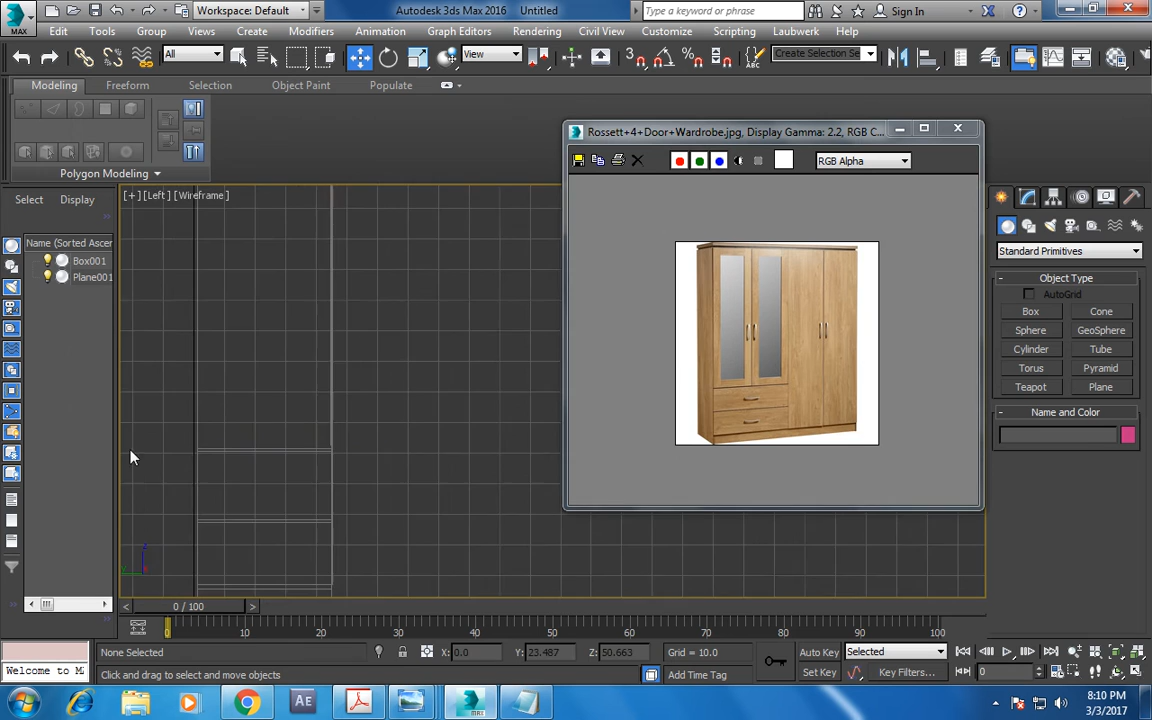 Workspace: Default
Autodesk 3ds Max 2016 Untitled
Type a keyword or phrase
Sign In
MAX
Edit Tools Group Views Create Modifiers Animation Graph Editors Rendering Civil View Customize Scripting Laubwerk Help
All
View
Create Selection Se
Modeling Freeform Selection Object Paint Populate
Polygon Modeling
Select Display
Name (Sorted Ascer
Box001
Plane001
[+] [Left] [Wireframe]
Rossett+4+Door+Wardrobe.jpg, Display Gamma: 2.2, RGB C...
RGB Alpha
Standard Primitives
Object Type
AutoGrid
Box Cone
Sphere GeoSphere
Cylinder Tube
Torus Pyramid
Teapot Plane
Name and Color
0 / 100
0 10 20 30 40 50 60 70 80 90 100
None Selected
X: 0.0 Y: 23.487 Z: 50.663
Grid = 10.0
Auto Key Selected
Welcome to M
Click and drag to select and move objects
Add Time Tag
Set Key Key Filters...
0
8:10 PM
3/3/2017